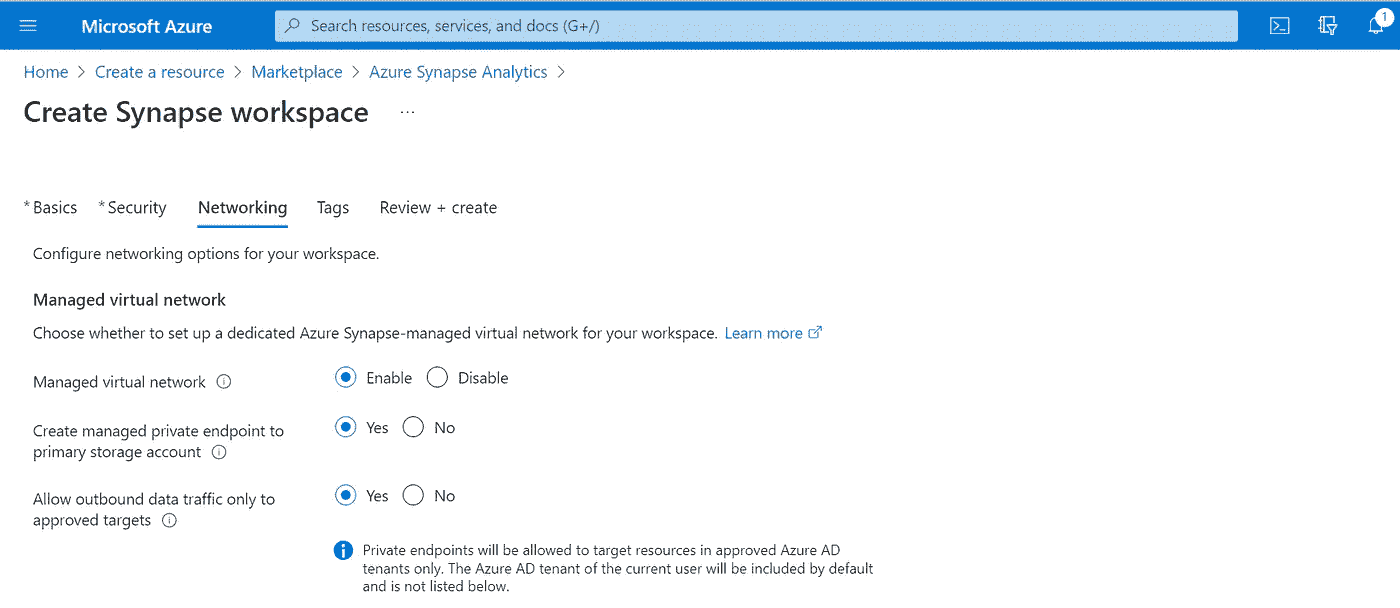 Microsoft Azure
Search resources, services, and docs (G+/)
1
Home > Create a resource > Marketplace > Azure Synapse Analytics >
Create Synapse workspace ...
* Basics * Security Networking Tags Review + create
Configure networking options for your workspace.
Managed virtual network
Choose whether to set up a dedicated Azure Synapse-managed virtual network for your workspace. Learn more
Managed virtual network Enable Disable
Create managed private endpoint to
primary storage account
Yes No
Allow outbound data traffic only to
approved targets
Yes No
Private endpoints will be allowed to target resources in approved Azure AD
tenants only. The Azure AD tenant of the current user will be included by default
and is not listed below.